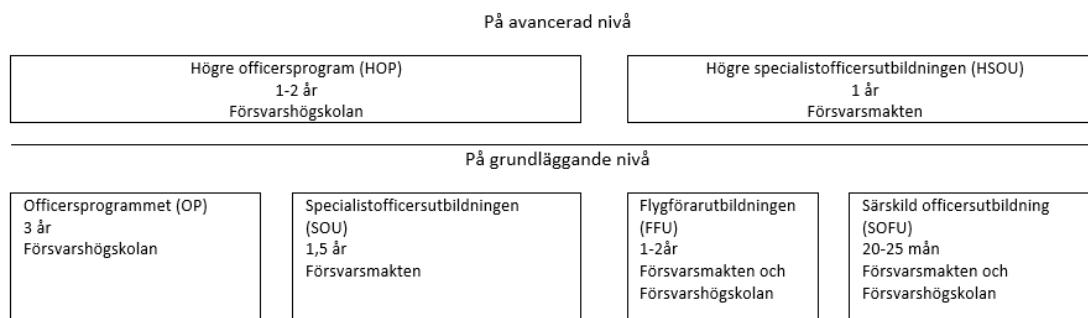 På avancerad nivå
Högre officersprogram (HOP)
1-2 år
Försvarshögskolan
Högre specialistofficersutbildningen (HSOU)
1 år
Försvarsmakten
På grundläggande nivå
Officersprogrammet (OP)
3 år
Försvarshögskolan
Specialistofficersutbildningen
(SOU)
1,5 år
Försvarsmakten
Flygförarutbildningen
(FFU)
1-2år
Försvarsmakten och
Försvarshögskolan
Särskild officersutbildning
(SOFU)
20-25 mån
Försvarsmakten och
Försvarshögskolan